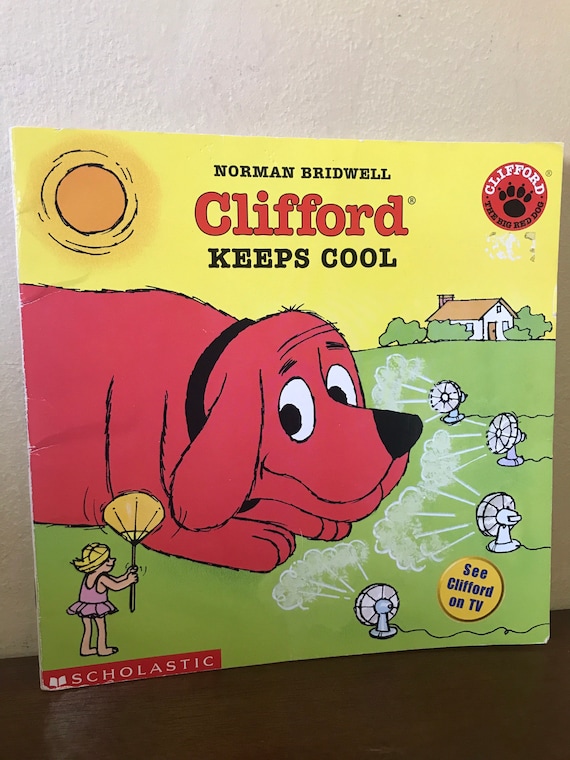 NORMAN BRIDWELL
Clifford®
KEEPS COOL
CLIFFORD ®
THE BIG RED DOG
See
Clifford
on TV
SCHOLASTIC